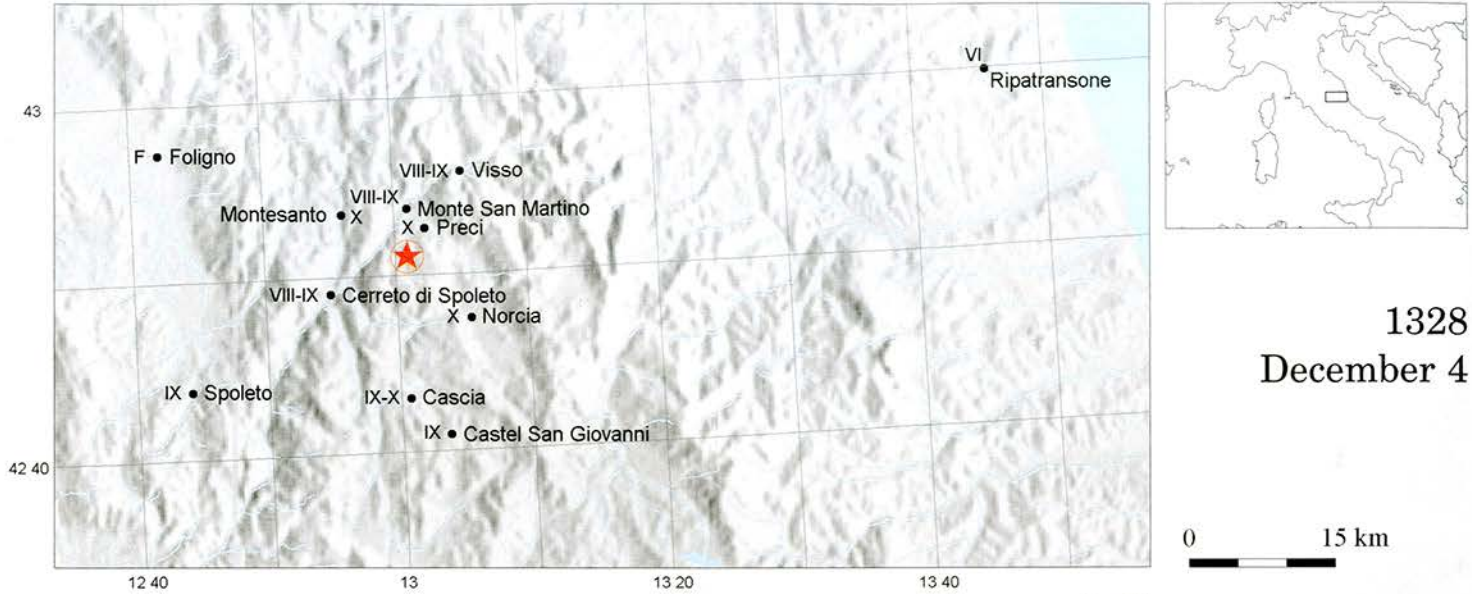 VI
Ripatransone
43
F Foligno
VIII-IX Visso
VIII-IX
Monte San Martino
Montesanto X
X Preci
VIII-IX Cerreto di Spoleto
X Norcia
1328
December 4
IX Spoleto
IX-X Cascia
IX Castel San Giovanni
42 40
0 15 km
12 40 13 13 20 13 40